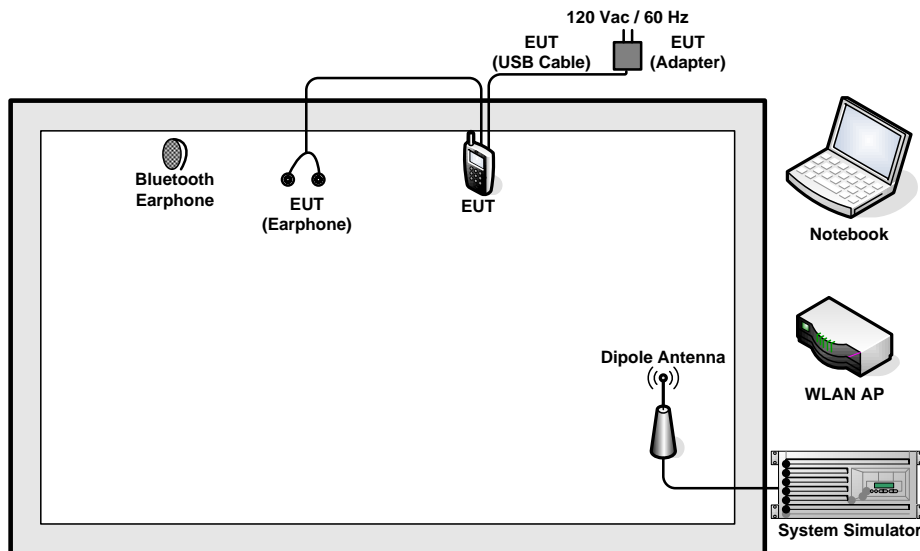 120 Vac / 60 Hz
EUT
(USB Cable)
EUT
(Adapter)
Bluetooth
Earphone
EUT
(Earphone)
EUT
Notebook
Dipole Antenna
WLAN AP
System Simulator